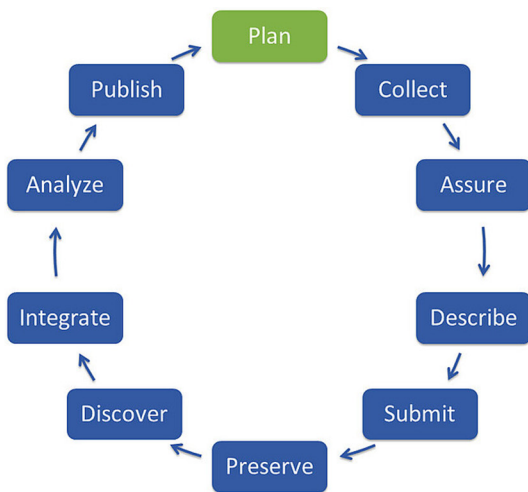 Plan
Collect
Assure
Describe
Submit
Preserve
Discover
Integrate
Analyze
Publish